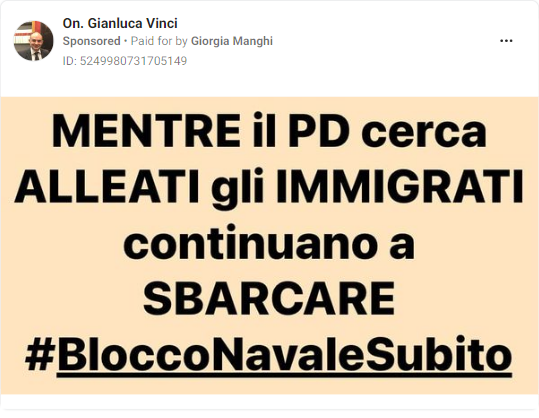 On. Gianluca Vinci
Sponsored • Paid for by Giorgia Manghi
ID: 5249980731705149
MENTRE il PD cerca
ALLEATI gli IMMIGRATI
continuano a
SBARCARE
#BloccoNavaleSubito